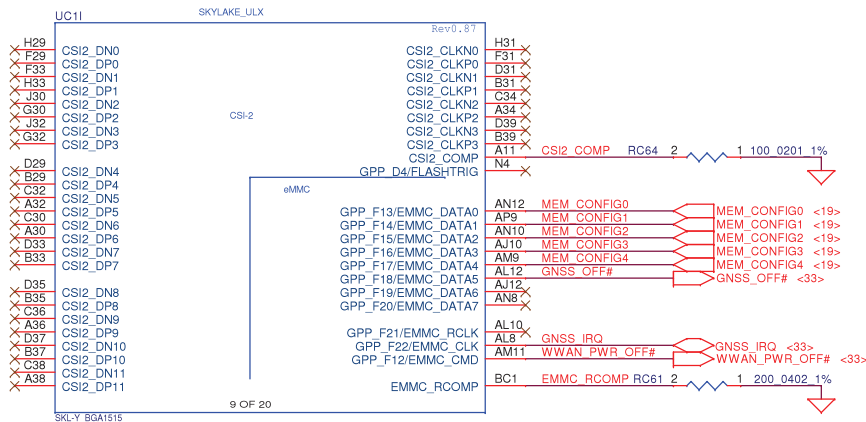 UC1I SKYLAKE_ULX
Rev0.87
H29 CSI2_DN0 CSI2_CLKN0 H31
F29 CSI2_DP0 CSI2_CLKP0 F31
F33 CSI2_DN1 CSI2_CLKN1 D31
H33 CSI2_DP1 CSI2_CLKP1 B31
J30 CSI2_DN2 CSI2_CLKN2 C34
G30 CSI2_DP2 CSI-2 CSI2_CLKP2 A34
J32 CSI2_DN3 CSI2_CLKN3 D39
G32 CSI2_DP3 CSI2_CLKP3 B39
CSI2_COMP A11 CSI2_COMP RC64 2 1 100_0201_1%
D29 CSI2_DN4 GPP_D4/FLASHTRIG N4
B29 CSI2_DP4 eMMC
C32 CSI2_DN5
A32 CSI2_DP5 GPP_F13/EMMC_DATA0 AN12 MEM_CONFIG0 MEM_CONFIG0 <19>
C30 CSI2_DN6 GPP_F14/EMMC_DATA1 AP9 MEM_CONFIG1 MEM_CONFIG1 <19>
A30 CSI2_DP6 GPP_F15/EMMC_DATA2 AN10 MEM_CONFIG2 MEM_CONFIG2 <19>
D33 CSI2_DN7 GPP_F16/EMMC_DATA3 AJ10 MEM_CONFIG3 MEM_CONFIG3 <19>
B33 CSI2_DP7 GPP_F17/EMMC_DATA4 AM9 MEM_CONFIG4 MEM_CONFIG4 <19>
GPP_F18/EMMC_DATA5 AL12 GNSS_OFF# GNSS_OFF# <33>
D35 CSI2_DN8 GPP_F19/EMMC_DATA6 AJ12
B35 CSI2_DP8 GPP_F20/EMMC_DATA7 AN8
C36 CSI2_DN9
A36 CSI2_DP9 GPP_F21/EMMC_RCLK AL10
D37 CSI2_DN10 GPP_F22/EMMC_CLK AL8 GNSS_IRQ GNSS_IRQ <33>
B37 CSI2_DP10 GPP_F12/EMMC_CMD AM11 WWAN_PWR_OFF# WWAN_PWR_OFF# <33>
C38 CSI2_DN11
A38 CSI2_DP11 EMMC_RCOMP BC1 EMMC_RCOMP RC61 2 1 200_0402_1%
9 OF 20
SKL-Y_BGA1515